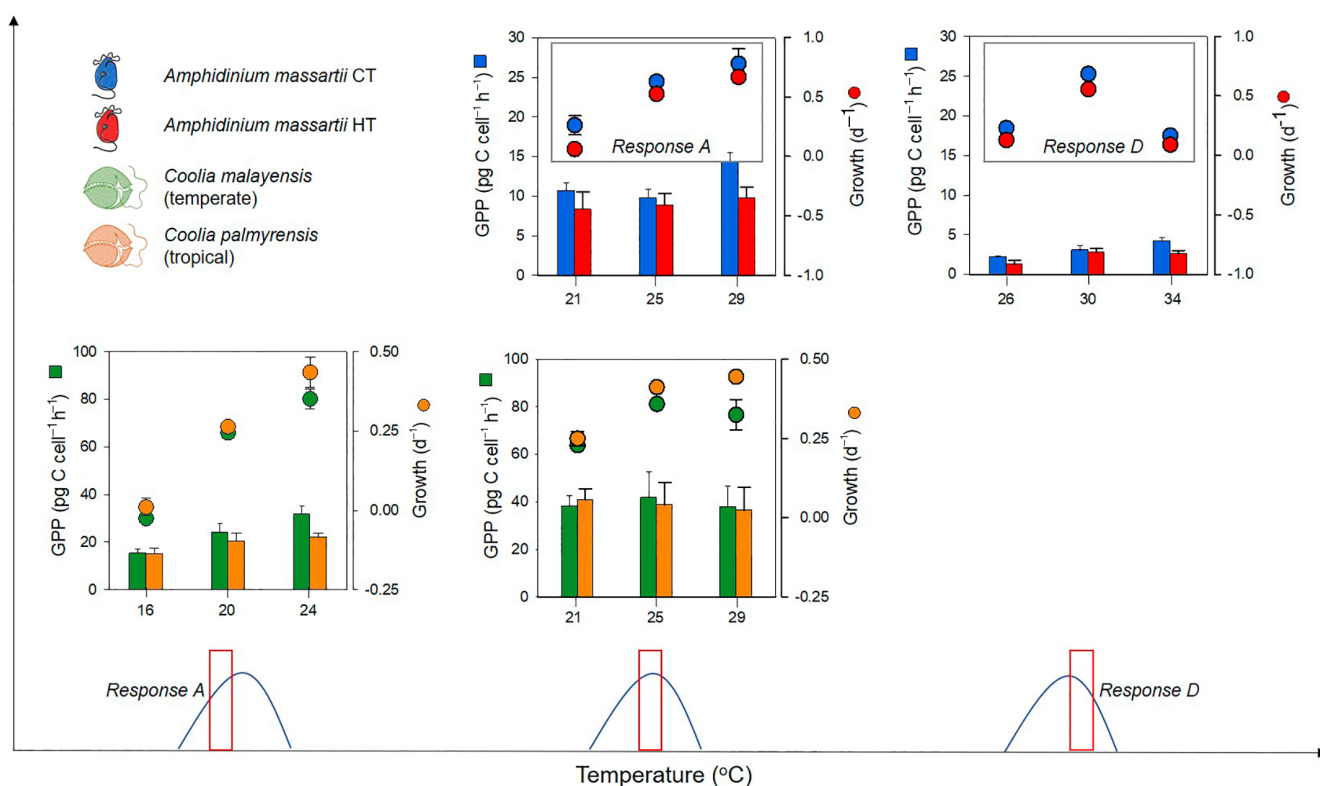 Amphidinium massartii CT
Amphidinium massartii HT
Coolia malayensis
(temperate)
Coolia palmyrensis
(tropical)
GPP (pg C cell⁻¹ h⁻¹)
30
25
20
15
10
5
0
Response A
21
25
29
1.0
0.5
0.0
-0.5
-1.0
Growth (d⁻¹)
GPP (pg C cell⁻¹ h⁻¹)
30
25
20
15
10
5
0
Response D
26
30
34
1.0
0.5
0.0
-0.5
-1.0
Growth (d⁻¹)
GPP (pg C cell⁻¹h⁻¹)
100
80
60
40
20
0
16
20
24
0.50
0.25
0.00
-0.25
Growth (d⁻¹)
GPP (pg C cell⁻¹h⁻¹)
100
80
60
40
20
0
21
25
29
0.50
0.25
0.00
-0.25
Growth (d⁻¹)
Response A
Response D
Temperature (ºC)